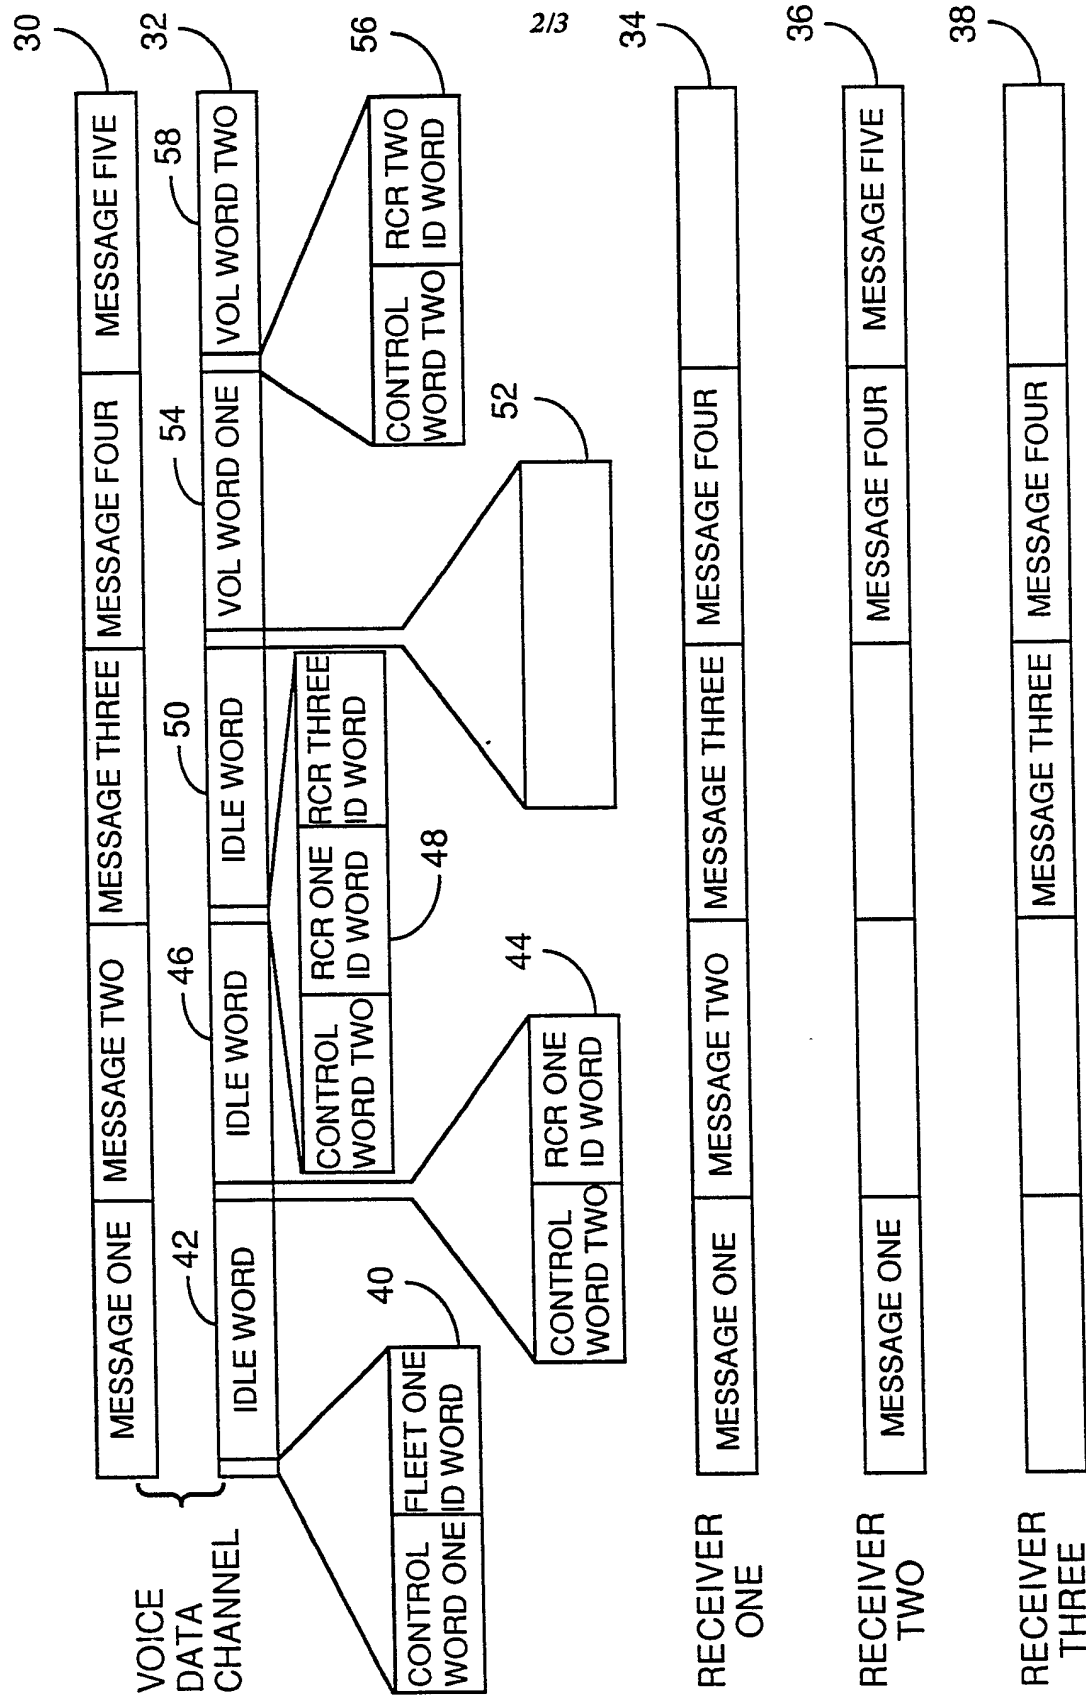 2/3
VOICE
DATA
CHANNEL
MESSAGE ONE
MESSAGE TWO
MESSAGE THREE
MESSAGE FOUR
MESSAGE FIVE
30
42
IDLE WORD
46
IDLE WORD
50
IDLE WORD
54
VOL WORD ONE
58
VOL WORD TWO
32
CONTROL
WORD ONE
FLEET ONE
ID WORD
40
CONTROL
WORD TWO
RCR ONE
ID WORD
44
CONTROL
WORD TWO
RCR ONE
ID WORD
RCR THREE
ID WORD
48
52
CONTROL
WORD TWO
RCR TWO
ID WORD
56
RECEIVER
ONE
MESSAGE ONE
MESSAGE TWO
MESSAGE THREE
MESSAGE FOUR
34
RECEIVER
TWO
MESSAGE ONE
MESSAGE FOUR
MESSAGE FIVE
36
RECEIVER
THREE
MESSAGE THREE
MESSAGE FOUR
38